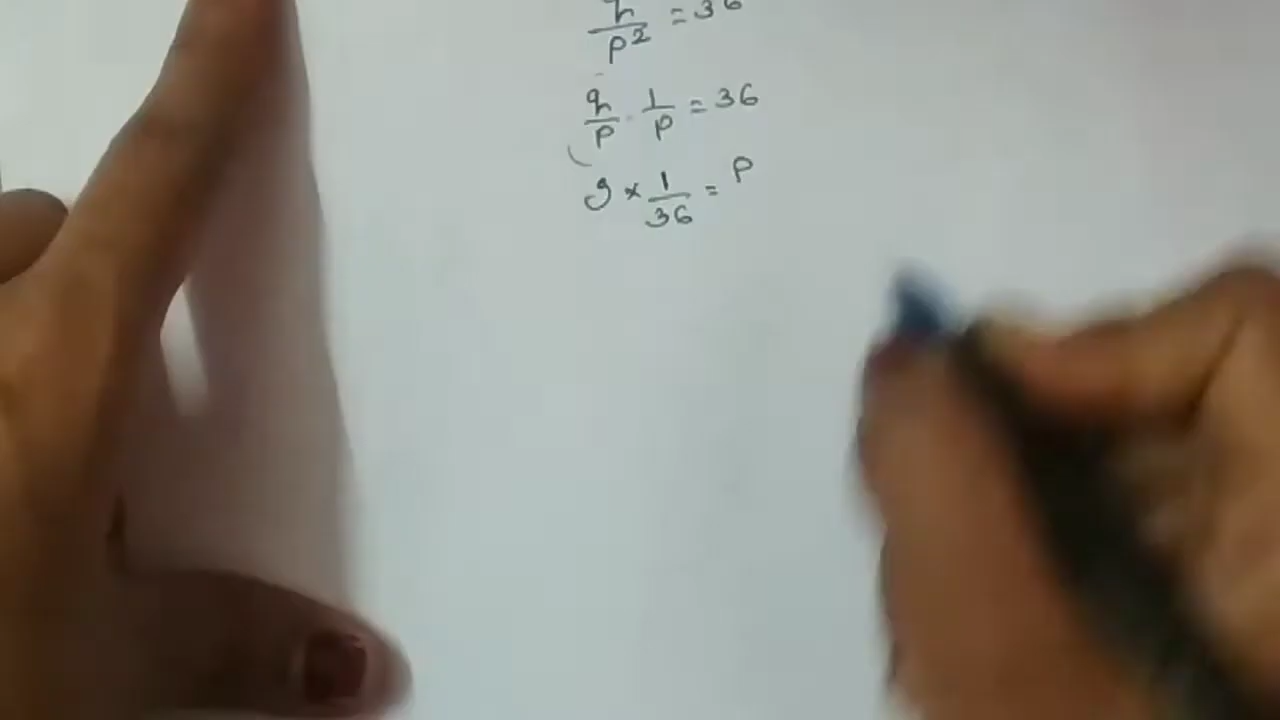 q/p² = 36
q/p · 1/p = 36
9 × 1/36 = p